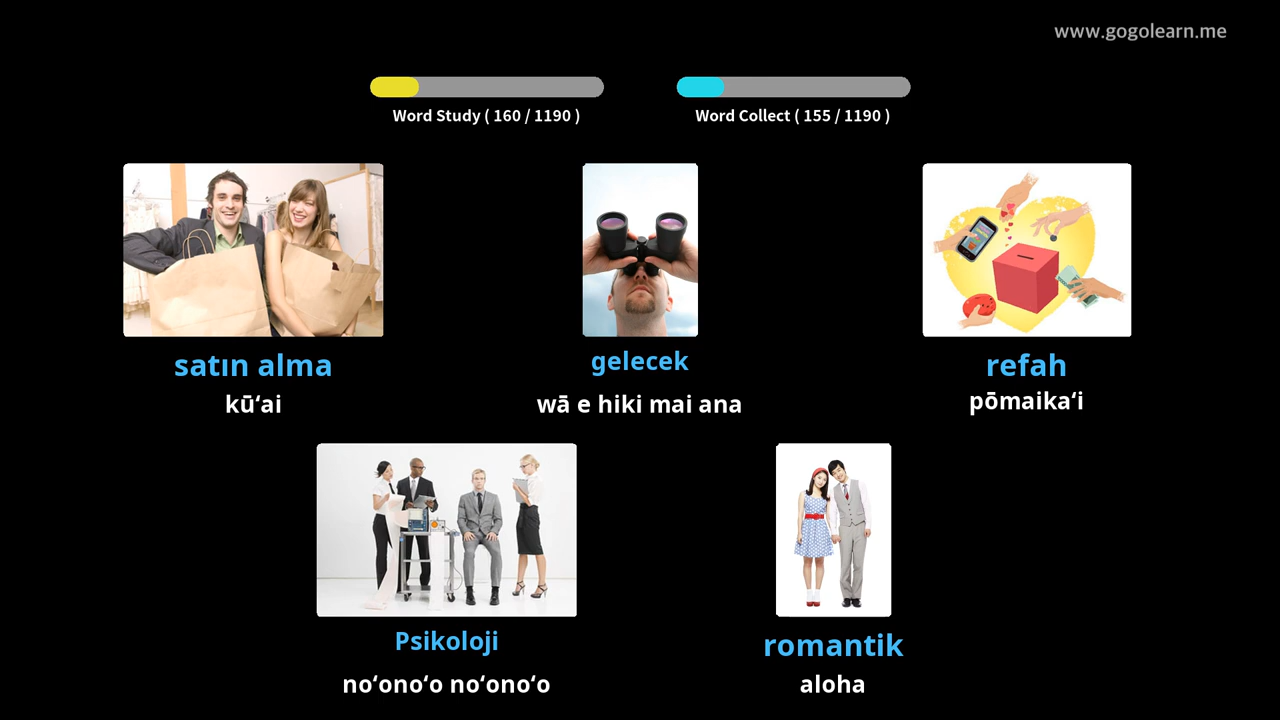 www.gogolearn.me
Word Study ( 160 / 1190 )
Word Collect ( 155 / 1190 )
satın alma
gelecek
refah
kūʻai
wā e hiki mai ana
pōmaikaʻi
Psikoloji
romantik
noʻonoʻo noʻonoʻo
aloha